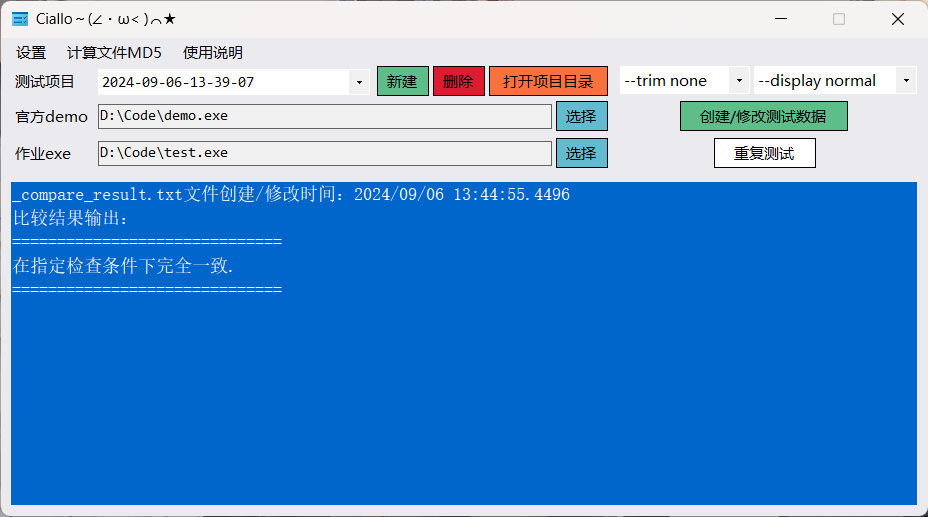 Ciallo～(∠・ω< )⌒★
设置 计算文件MD5 使用说明
测试项目 2024-09-06-13-39-07 新建 删除 打开项目目录 --trim none --display normal
官方demo D:\Code\demo.exe 选择 创建/修改测试数据
作业exe D:\Code\test.exe 选择 重复测试
_compare_result.txt文件创建/修改时间：2024/09/06 13:44:55.4496
比较结果输出：
==============================
在指定检查条件下完全一致.
==============================